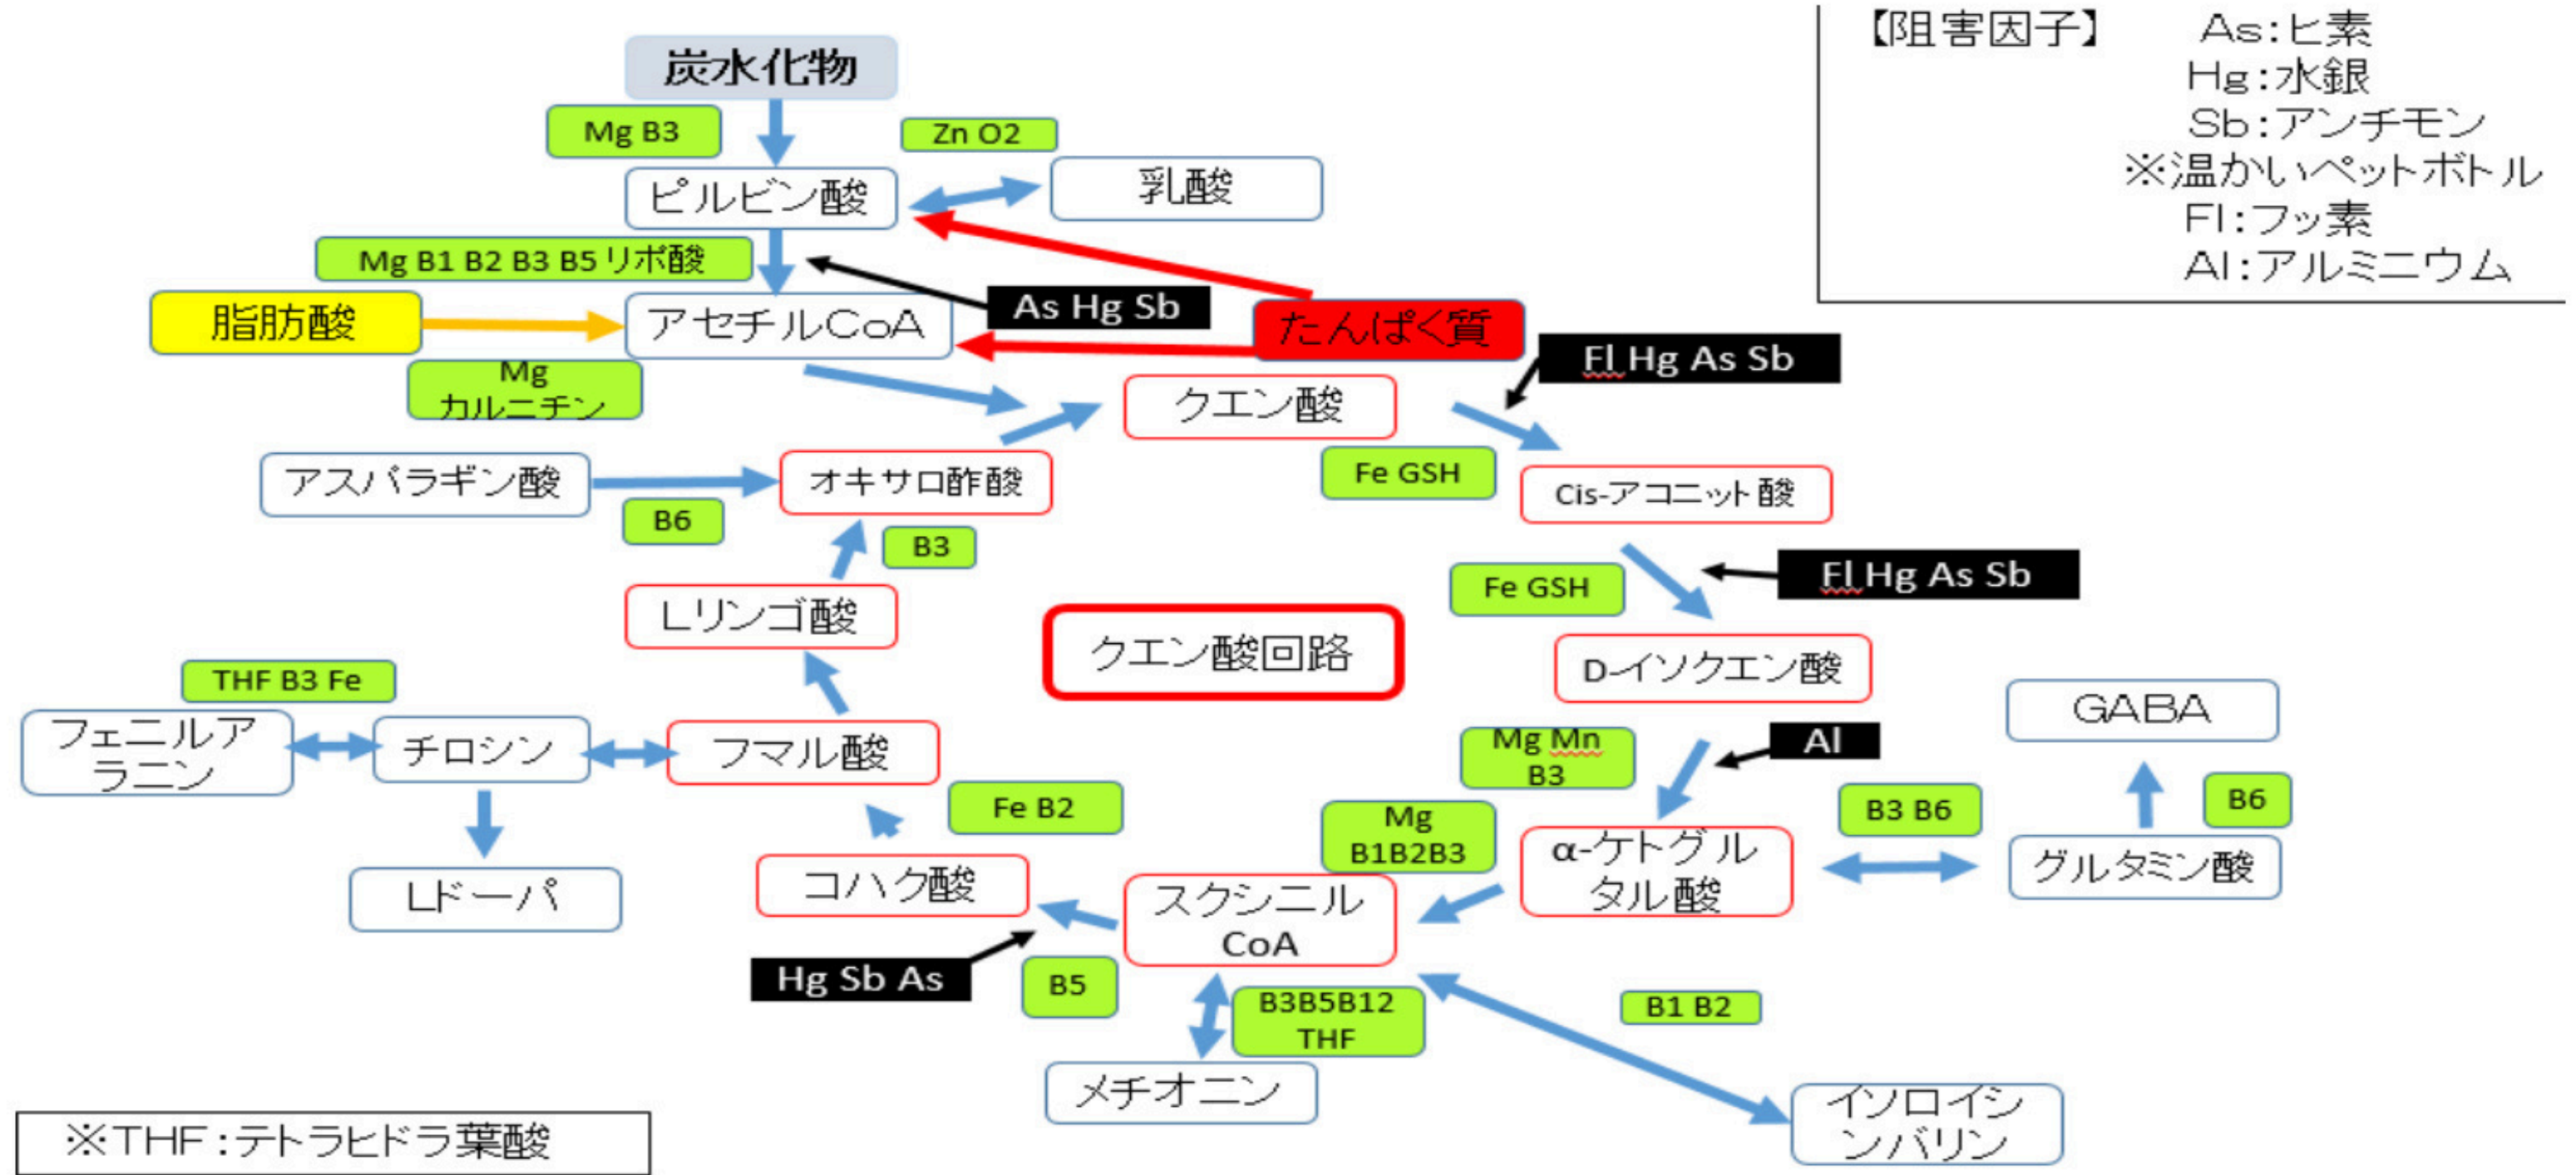 炭水化物
【阻害因子】 As:ヒ素
Hg:水銀
Sb:アンチモン
※温かいペットボトル
Fl:フッ素
Al:アルミニウム
Mg B3
Zn O2
ピルビン酸
乳酸
Mg B1 B2 B3 B5 リポ酸
As Hg Sb
脂肪酸
アセチルCoA
たんぱく質
Fl Hg As Sb
Mg
カルニチン
クエン酸
アスパラギン酸
オキサロ酢酸
Fe GSH
Cis-アコニット酸
B6
B3
Fl Hg As Sb
Fe GSH
Lリンゴ酸
クエン酸回路
D-イソクエン酸
THF B3 Fe
GABA
フェニルア
ラニン
チロシン
フマル酸
Mg Mn
B3
Al
Fe B2
Mg
B1B2B3
B3 B6
B6
Lドーパ
コハク酸
スクシニル
CoA
α-ケトグル
タル酸
グルタミン酸
Hg Sb As
B5
B3B5B12
THF
B1 B2
メチオニン
イソロイシ
ンバリン
※THF:テトラヒドラ葉酸